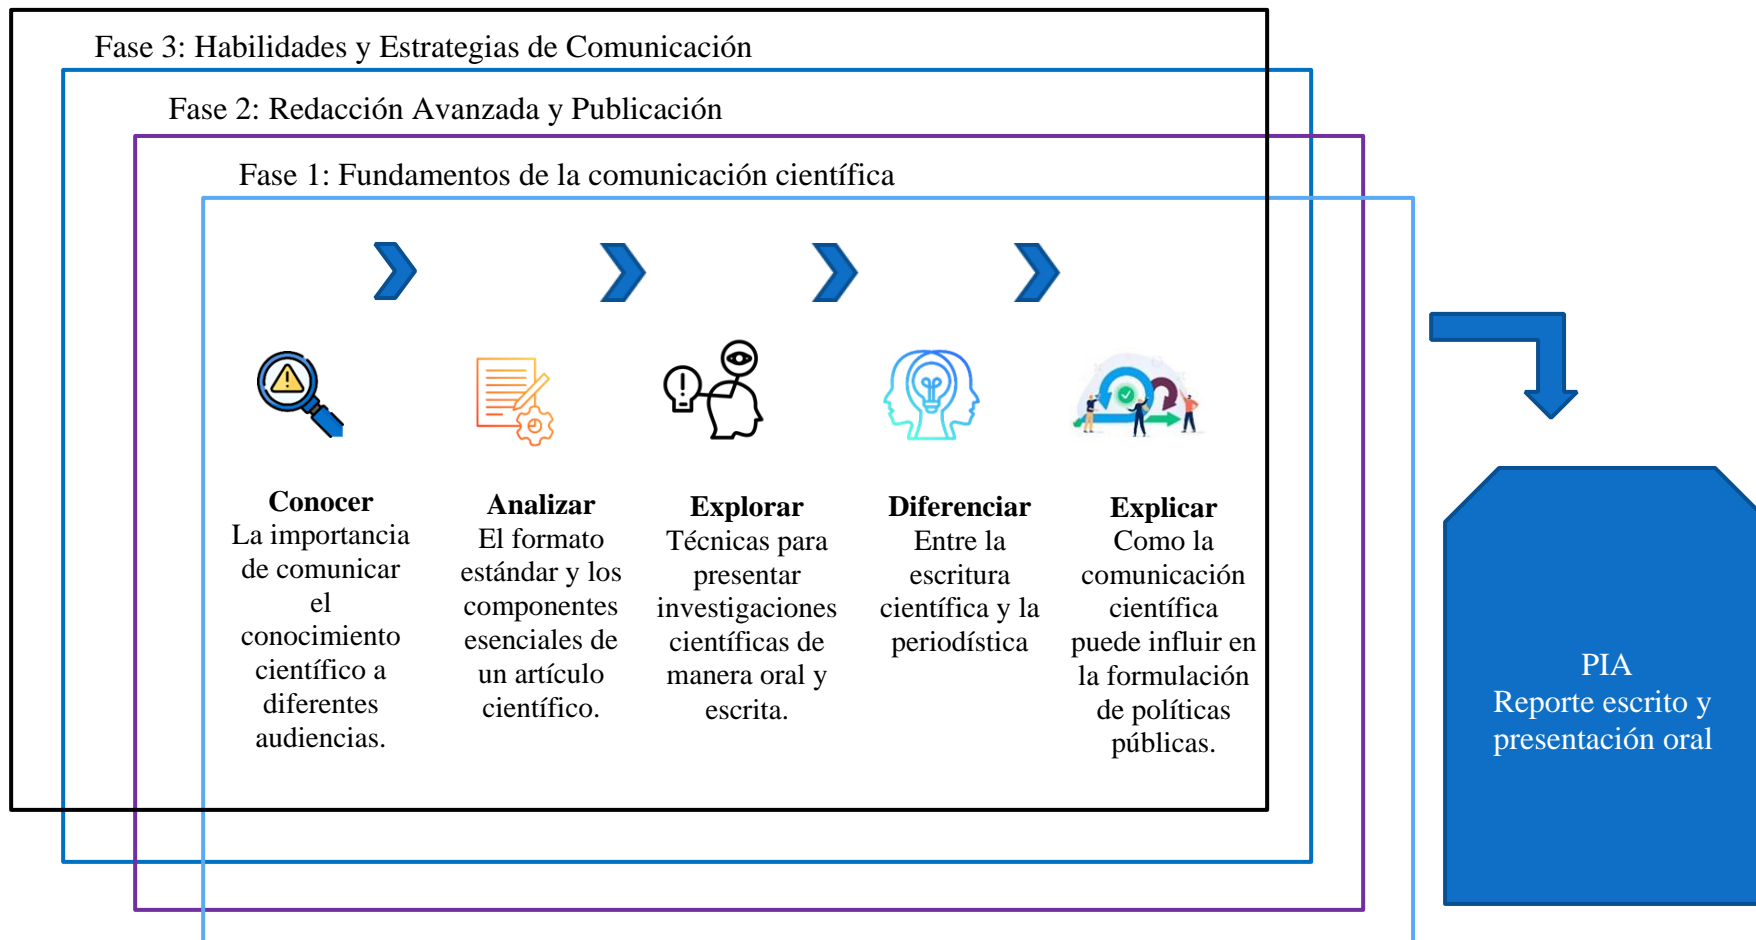 Fase 3: Habilidades y Estrategias de Comunicación
Fase 2: Redacción Avanzada y Publicación
Fase 1: Fundamentos de la comunicación científica
Conocer
La importancia
de comunicar
el
conocimiento
científico a
diferentes
audiencias.
Analizar
El formato
estándar y los
componentes
esenciales de
un artículo
científico.
Explorar
Técnicas para
presentar
investigaciones
científicas de
manera oral y
escrita.
Diferenciar
Entre la
escritura
científica y la
periodística
Explicar
Como la
comunicación
científica
puede influir en
la formulación
de políticas
públicas.
PIA
Reporte escrito y
presentación oral